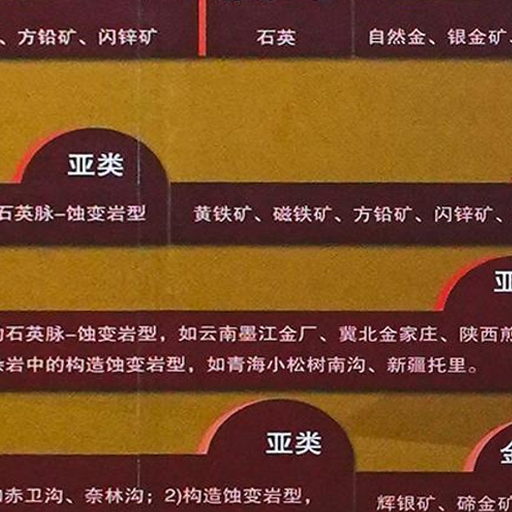 、方铅矿、闪锌矿
石英
自然金、银金矿、
亚类
石英脉–蚀变岩型
黄铁矿、磁铁矿、方铅矿、闪锌矿、
亚
的石英脉–蚀变岩型，如云南墨江金厂、冀北金家庄、陕西煎
杂岩中的构造蚀变岩型，如青海小松树南沟、新疆托里。
亚类
金
赤卫沟、奈林沟；2)构造蚀变岩型，
辉银矿、碲金矿